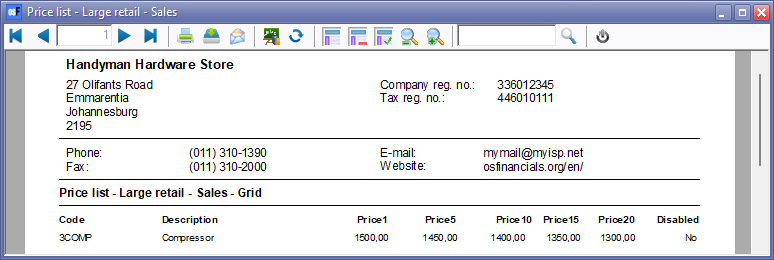 Price list - Large retail - Sales
1
Handyman Hardware Store
27 Olifants Road Company reg. no.: 336012345
Emmarentia Tax reg. no.: 446010111
Johannesburg
2195
Phone: (011) 310-1390 E-mail: mymail@myisp.net
Fax: (011) 310-2000 Website: osfinancials.org/en/
Price list - Large retail - Sales - Grid
Code Description Price1 Price5 Price10 Price15 Price20 Disabled
3COMP Compressor 1500,00 1450,00 1400,00 1350,00 1300,00 No